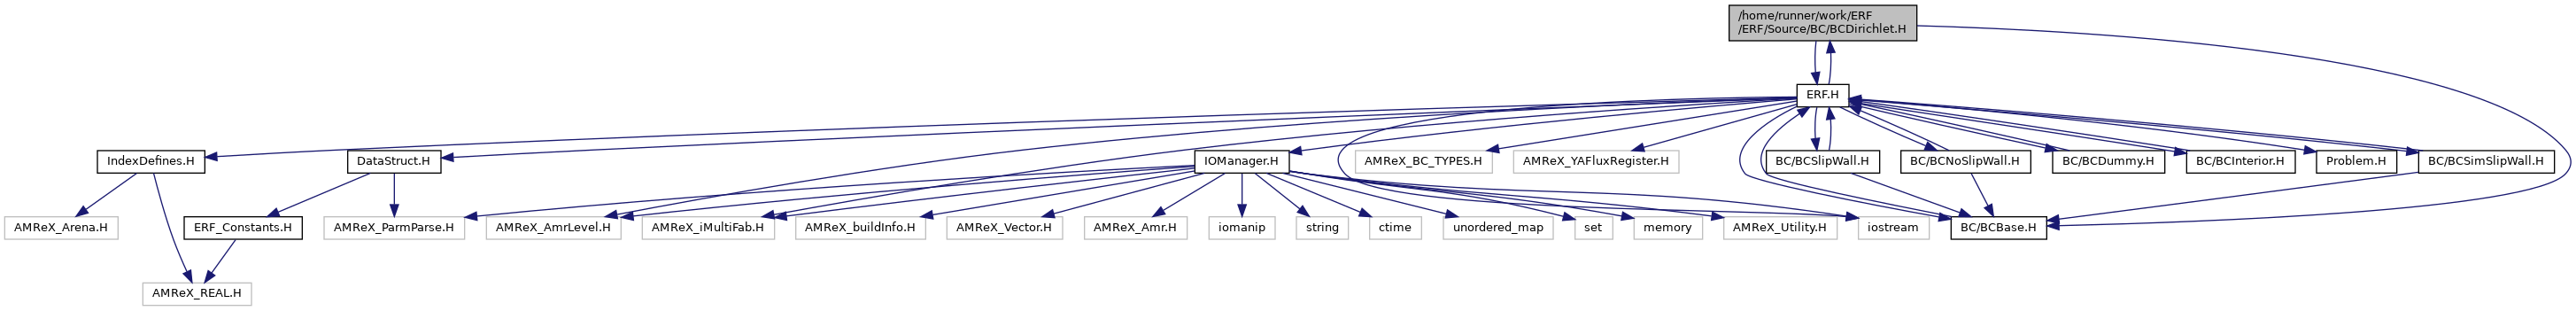 /home/runner/work/ERF
/ERF/Source/BC/BCDirichlet.H
ERF.H
IndexDefines.H
DataStruct.H
IOManager.H
AMReX_BC_TYPES.H
AMReX_YAFluxRegister.H
BC/BCSlipWall.H
BC/BCNoSlipWall.H
BC/BCDummy.H
BC/BCInterior.H
Problem.H
BC/BCSimSlipWall.H
AMReX_Arena.H
ERF_Constants.H
AMReX_ParmParse.H
AMReX_AmrLevel.H
AMReX_iMultiFab.H
AMReX_buildInfo.H
AMReX_Vector.H
AMReX_Amr.H
iomanip
string
ctime
unordered_map
set
memory
AMReX_Utility.H
iostream
BC/BCBase.H
AMReX_REAL.H